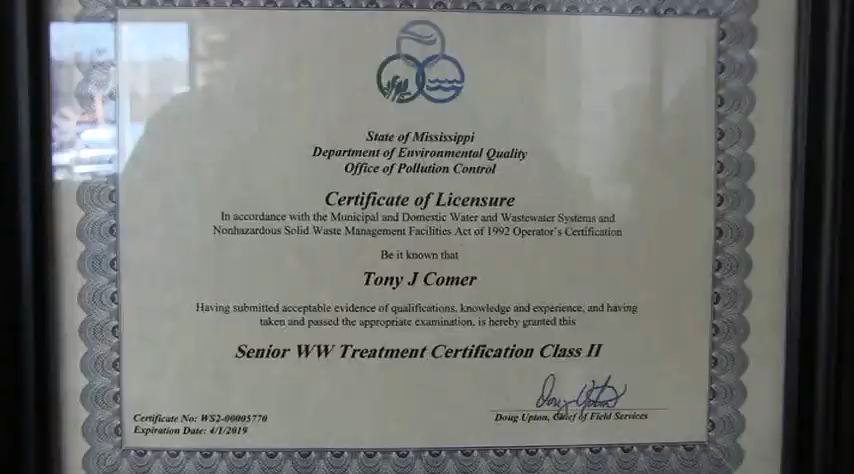 State of Mississippi
Department of Environmental Quality
Office of Pollution Control
Certificate of Licensure
In accordance with the Municipal and Domestic Water and Wastewater Systems and
Nonhazardous Solid Waste Management Facilities Act of 1992 Operator's Certification
Be it known that
Tony J Comer
Having submitted acceptable evidence of qualifications, knowledge and experience, and having
taken and passed the appropriate examination, is hereby granted this
Senior WW Treatment Certification Class II
Doug Upton
Doug Upton, Chief of Field Services
Certificate No: WS2-00005770
Expiration Date: 4/1/2019